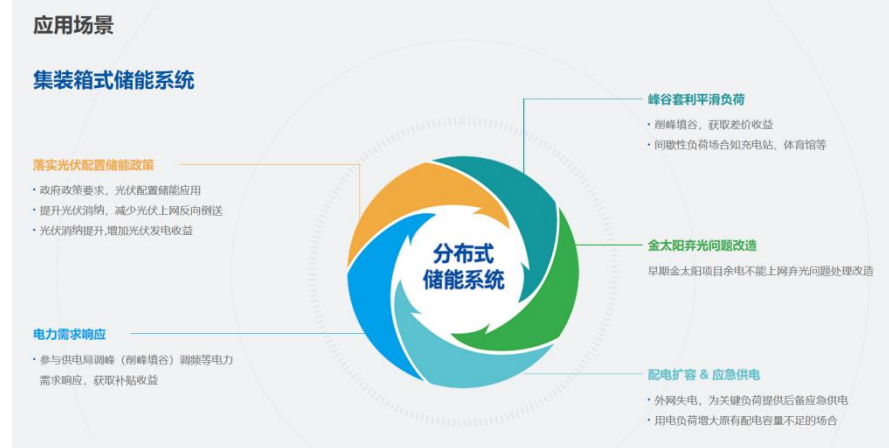 应用场景
集装箱式储能系统
落实光伏配置储能政策
·政府政策要求，光伏配置储能应用
·提升光伏消纳，减少光伏上网反向倒送
·光伏消纳提升,增加光伏发电收益
电力需求响应
·参与供电局调峰（削峰填谷）调频等电力
需求响应，获取补贴收益
分布式
储能系统
峰谷套利平滑负荷
·削峰填谷，获取差价收益
·间歇性负荷场合如充电站、体育馆等
金太阳弃光问题改造
早期金太阳项目余电不能上网弃光问题处理改造
配电扩容 & 应急供电
·外网失电，为关键负荷提供后备应急供电
·用电负荷增大原有配电容量不足的场合